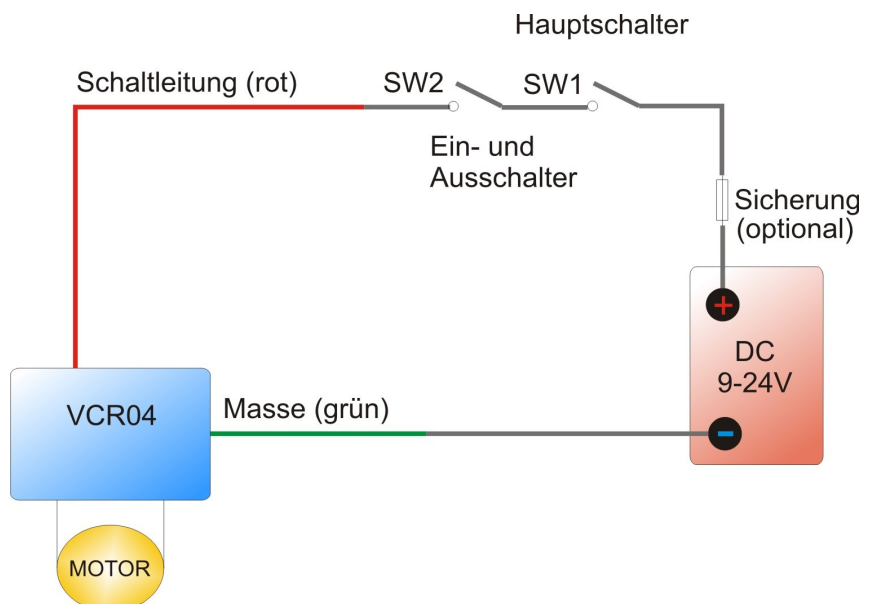 Hauptschalter
Schaltleitung (rot)
SW2
SW1
Ein- und
Ausschalter
Sicherung
(optional)
+
DC
9-24V
-
VCR04
Masse (grün)
MOTOR